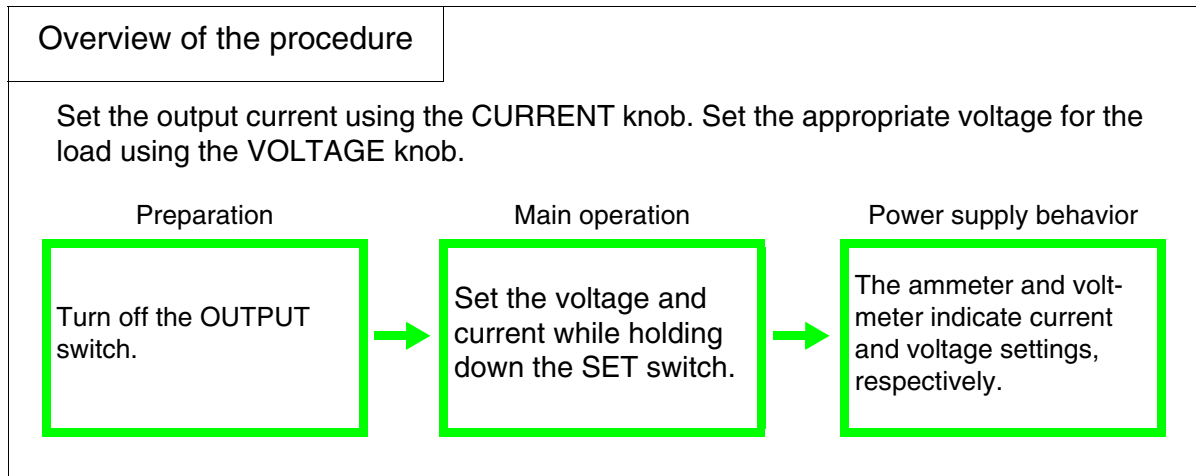 Overview of the procedure
Set the output current using the CURRENT knob. Set the appropriate voltage for the
load using the VOLTAGE knob.
Preparation
Turn off the OUTPUT
switch.
Main operation
Set the voltage and
current while holding
down the SET switch.
Power supply behavior
The ammeter and volt-
meter indicate current
and voltage settings,
respectively.